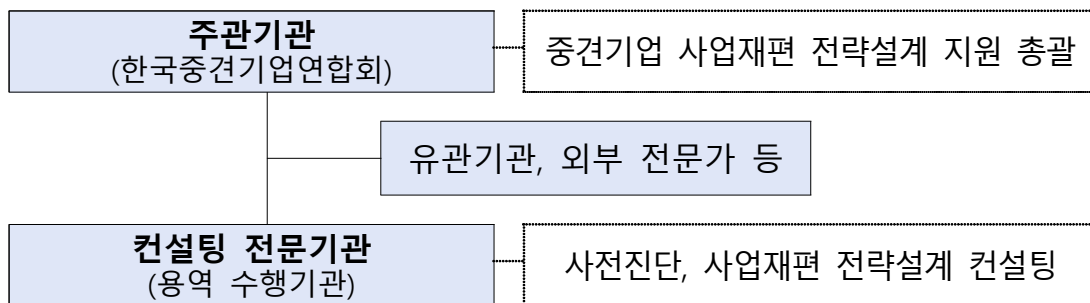 주관기관
(한국중견기업연합회)
중견기업 사업재편 전략설계 지원 총괄
유관기관, 외부 전문가 등
컨설팅 전문기관
(용역 수행기관)
사전진단, 사업재편 전략설계 컨설팅